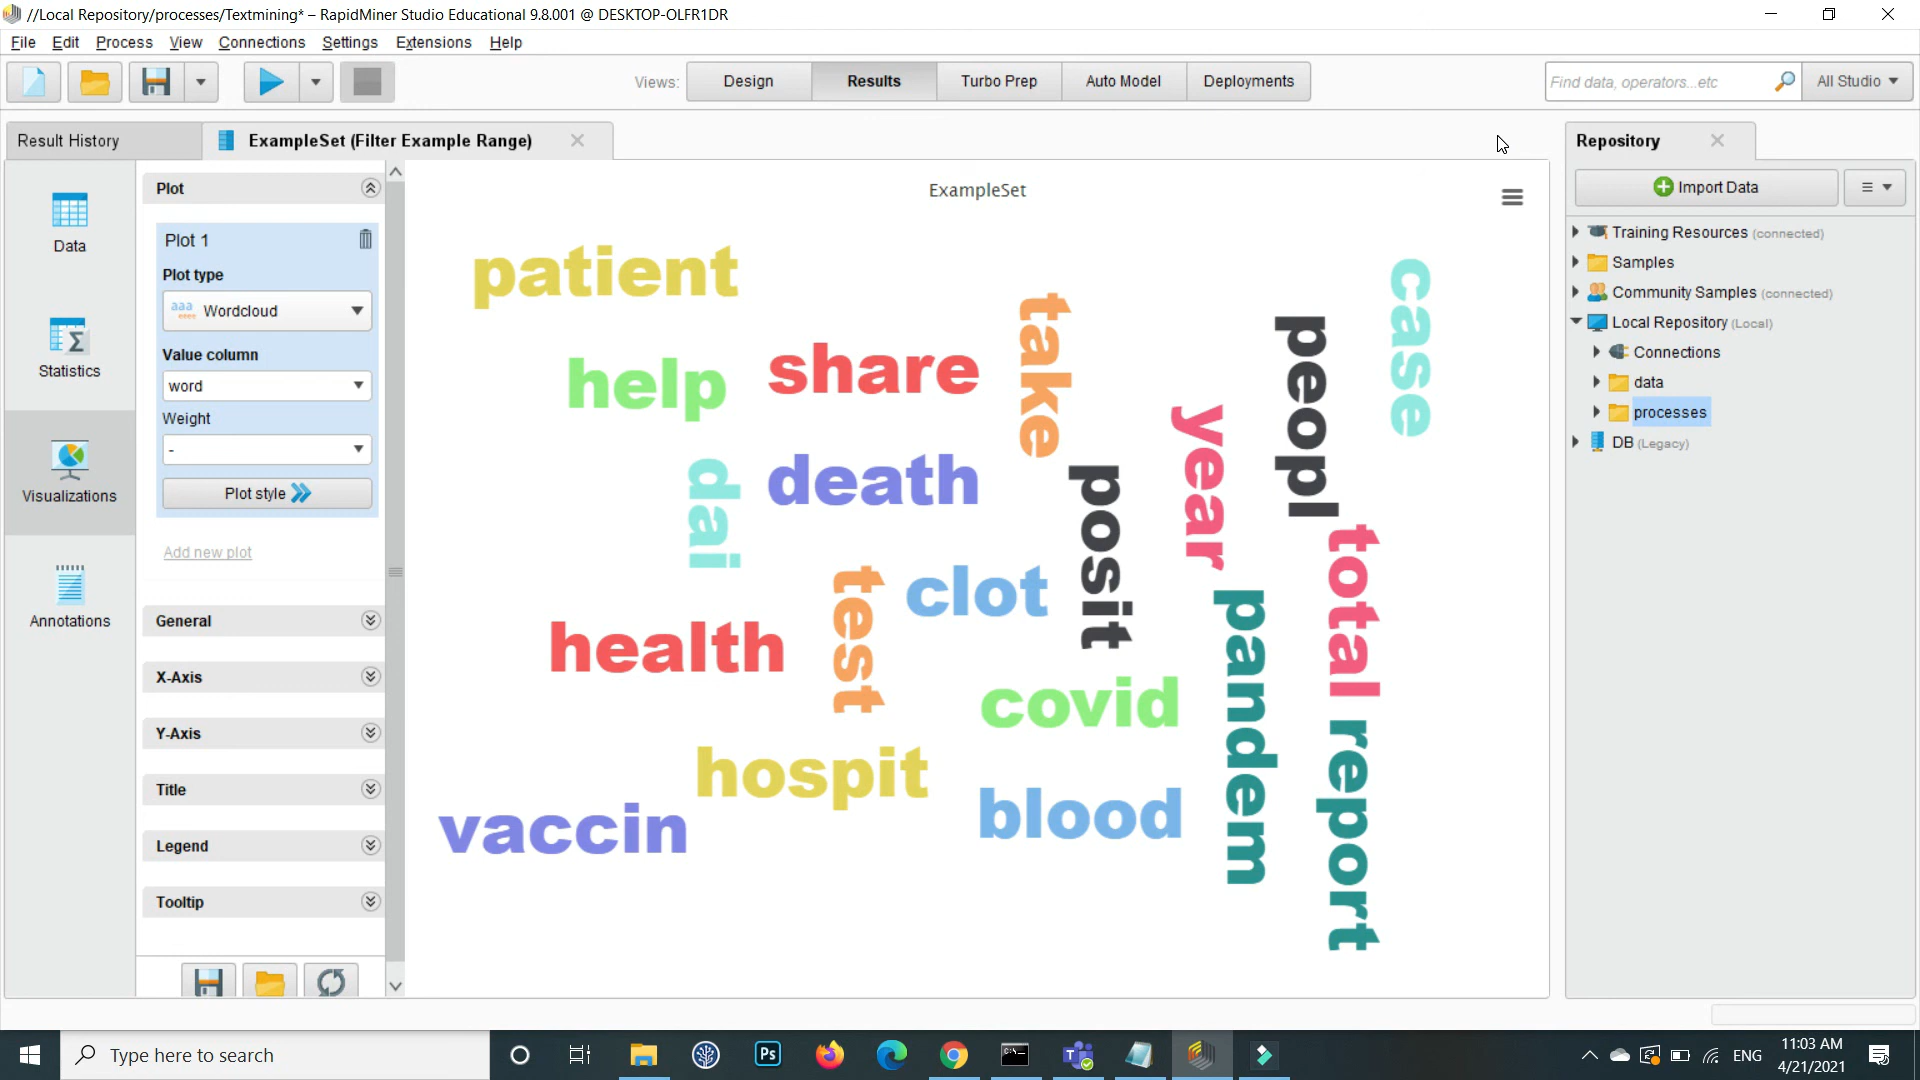 //Local Repository/processes/Textmining* – RapidMiner Studio Educational 9.8.001 @ DESKTOP-OLFR1DR
File Edit Process View Connections Settings Extensions Help
Views: Design Results Turbo Prep Auto Model Deployments
Find data, operators...etc
All Studio
Result History
ExampleSet (Filter Example Range)
Data
Statistics
Visualizations
Annotations
Plot
Plot 1
Plot type
aaa
Wordcloud
Value column
word
Weight
-
Plot style
Add new plot
General
X-Axis
Y-Axis
Title
Legend
Tooltip
ExampleSet
patient
help
share
take
case
peopl
year
dai
death
posit
total
test
clot
health
pandem
covid
report
hospit
blood
vaccin
Repository
Import Data
Training Resources (connected)
Samples
Community Samples (connected)
Local Repository (Local)
Connections
data
processes
DB (Legacy)
Type here to search
Ps
ENG
11:03 AM
4/21/2021